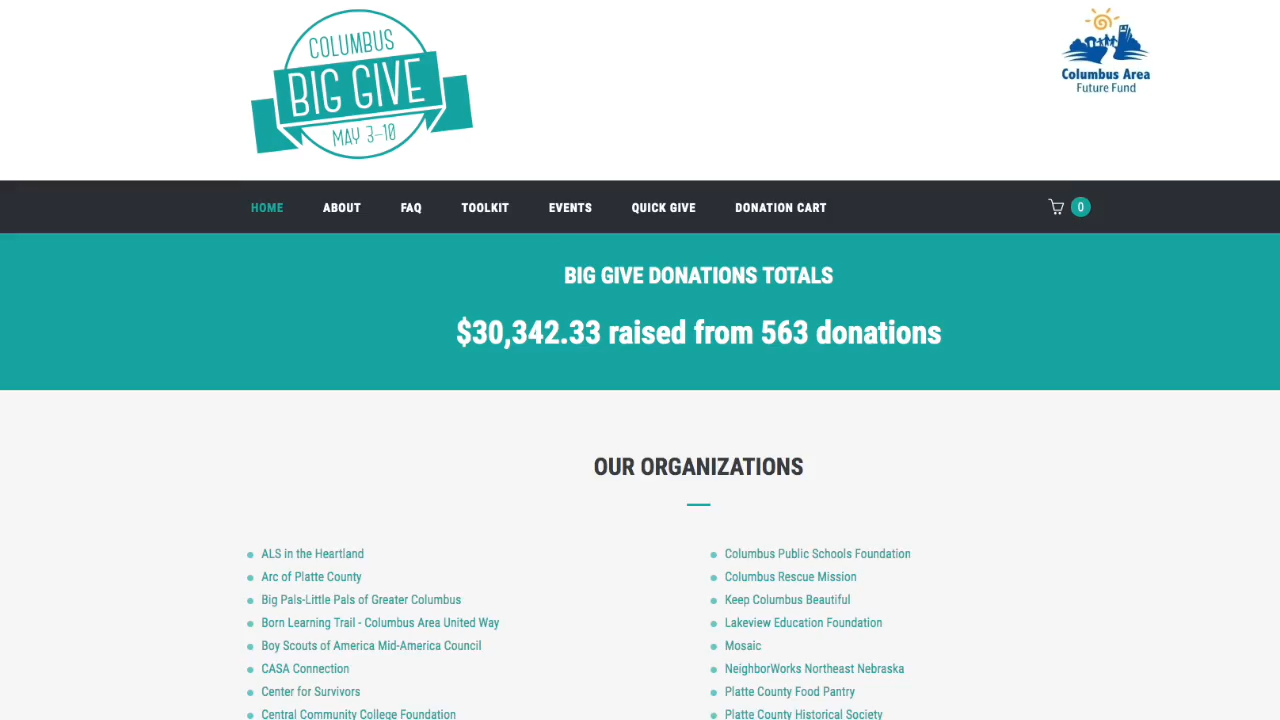 COLUMBUS
BIG GIVE
MAY 3-10
Columbus Area
Future Fund
HOME ABOUT FAQ TOOLKIT EVENTS QUICK GIVE DONATION CART 0
BIG GIVE DONATIONS TOTALS
$30,342.33 raised from 563 donations
OUR ORGANIZATIONS
ALS in the Heartland
Arc of Platte County
Big Pals-Little Pals of Greater Columbus
Born Learning Trail - Columbus Area United Way
Boy Scouts of America Mid-America Council
CASA Connection
Center for Survivors
Central Community College Foundation
Columbus Public Schools Foundation
Columbus Rescue Mission
Keep Columbus Beautiful
Lakeview Education Foundation
Mosaic
NeighborWorks Northeast Nebraska
Platte County Food Pantry
Platte County Historical Society